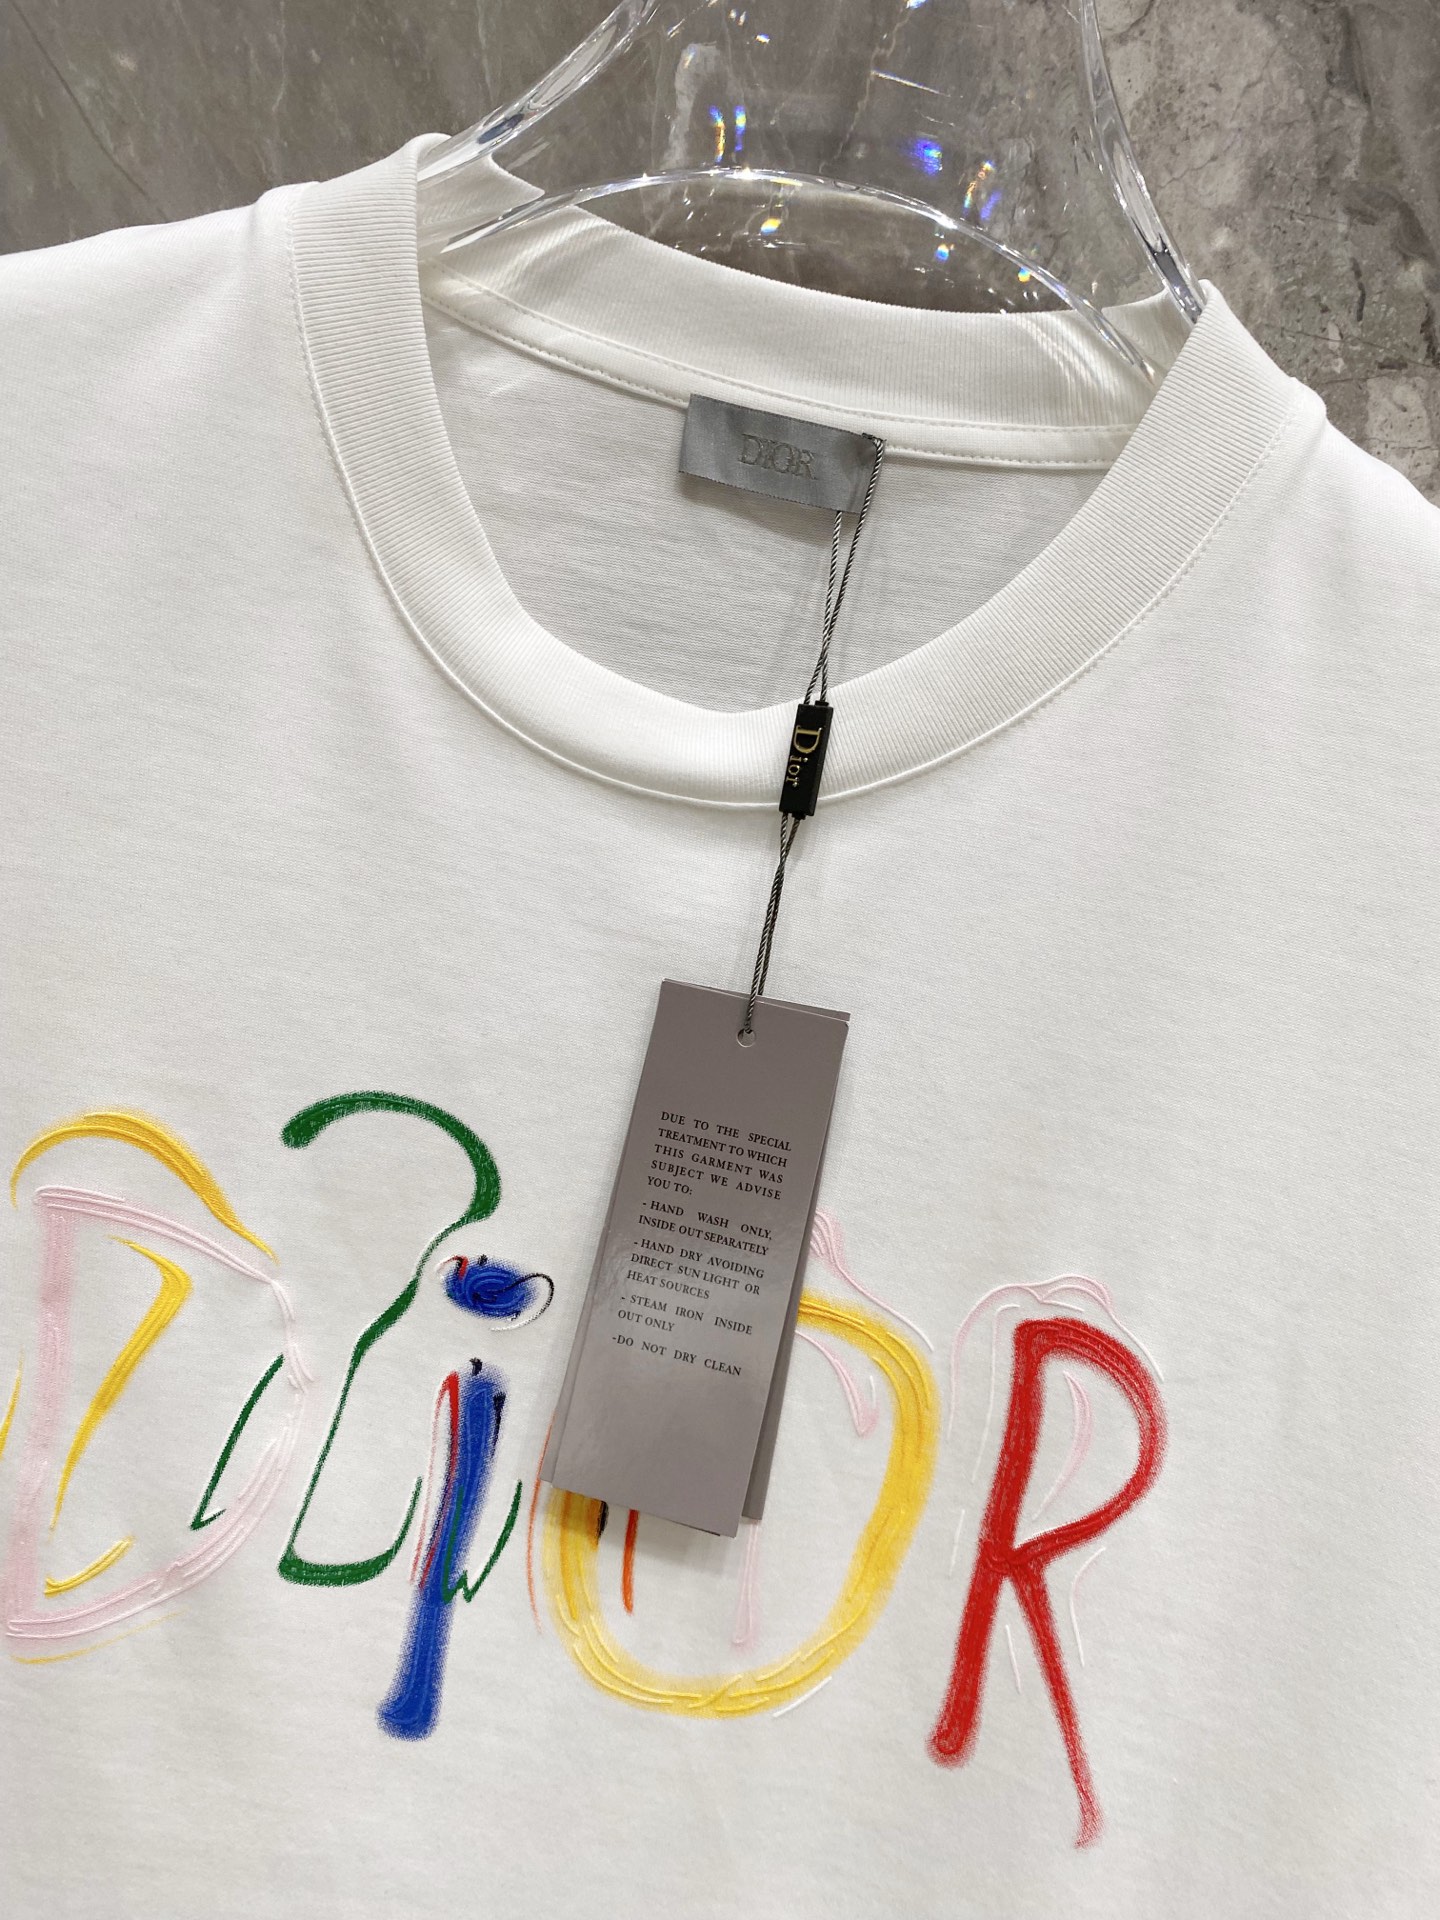 DIOR
Dior
DUE TO THE SPECIAL
TREATMENT TO WHICH
THIS GARMENT WAS
SUBJECT WE ADVISE
YOU TO:
- HAND WASH ONLY,
INSIDE OUT SEPARATELY
- HAND DRY AVOIDING
DIRECT SUN LIGHT OR
HEAT SOURCES
- STEAM IRON INSIDE
OUT ONLY
-DO NOT DRY CLEAN
DiOR